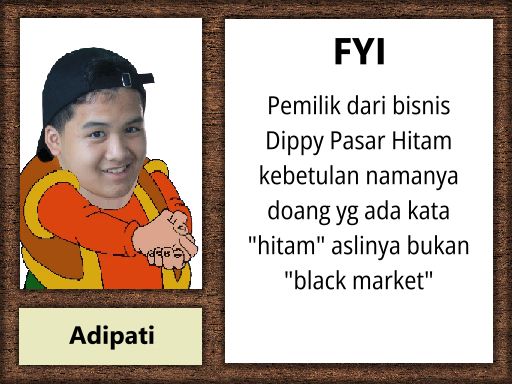 FYI
Pemilik dari bisnis
Dippy Pasar Hitam
kebetulan namanya
doang yg ada kata
"hitam" aslinya bukan
"black market"
Adipati